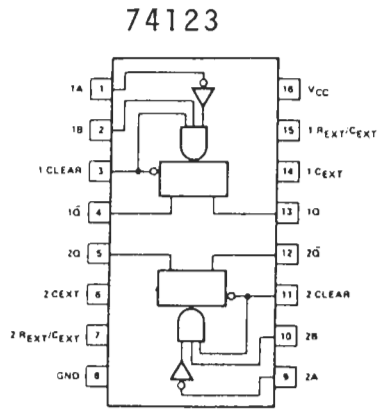 74123
1A 1 16 VCC
1B 2 15 1 REXT/CEXT
1 CLEAR 3 14 1 CEXT
1Q̄ 4 13 1Q
2Q 5 12 2Q̄
2 CEXT 6 11 2 CLEAR
2 REXT/CEXT 7 10 2B
GND 8 9 2A